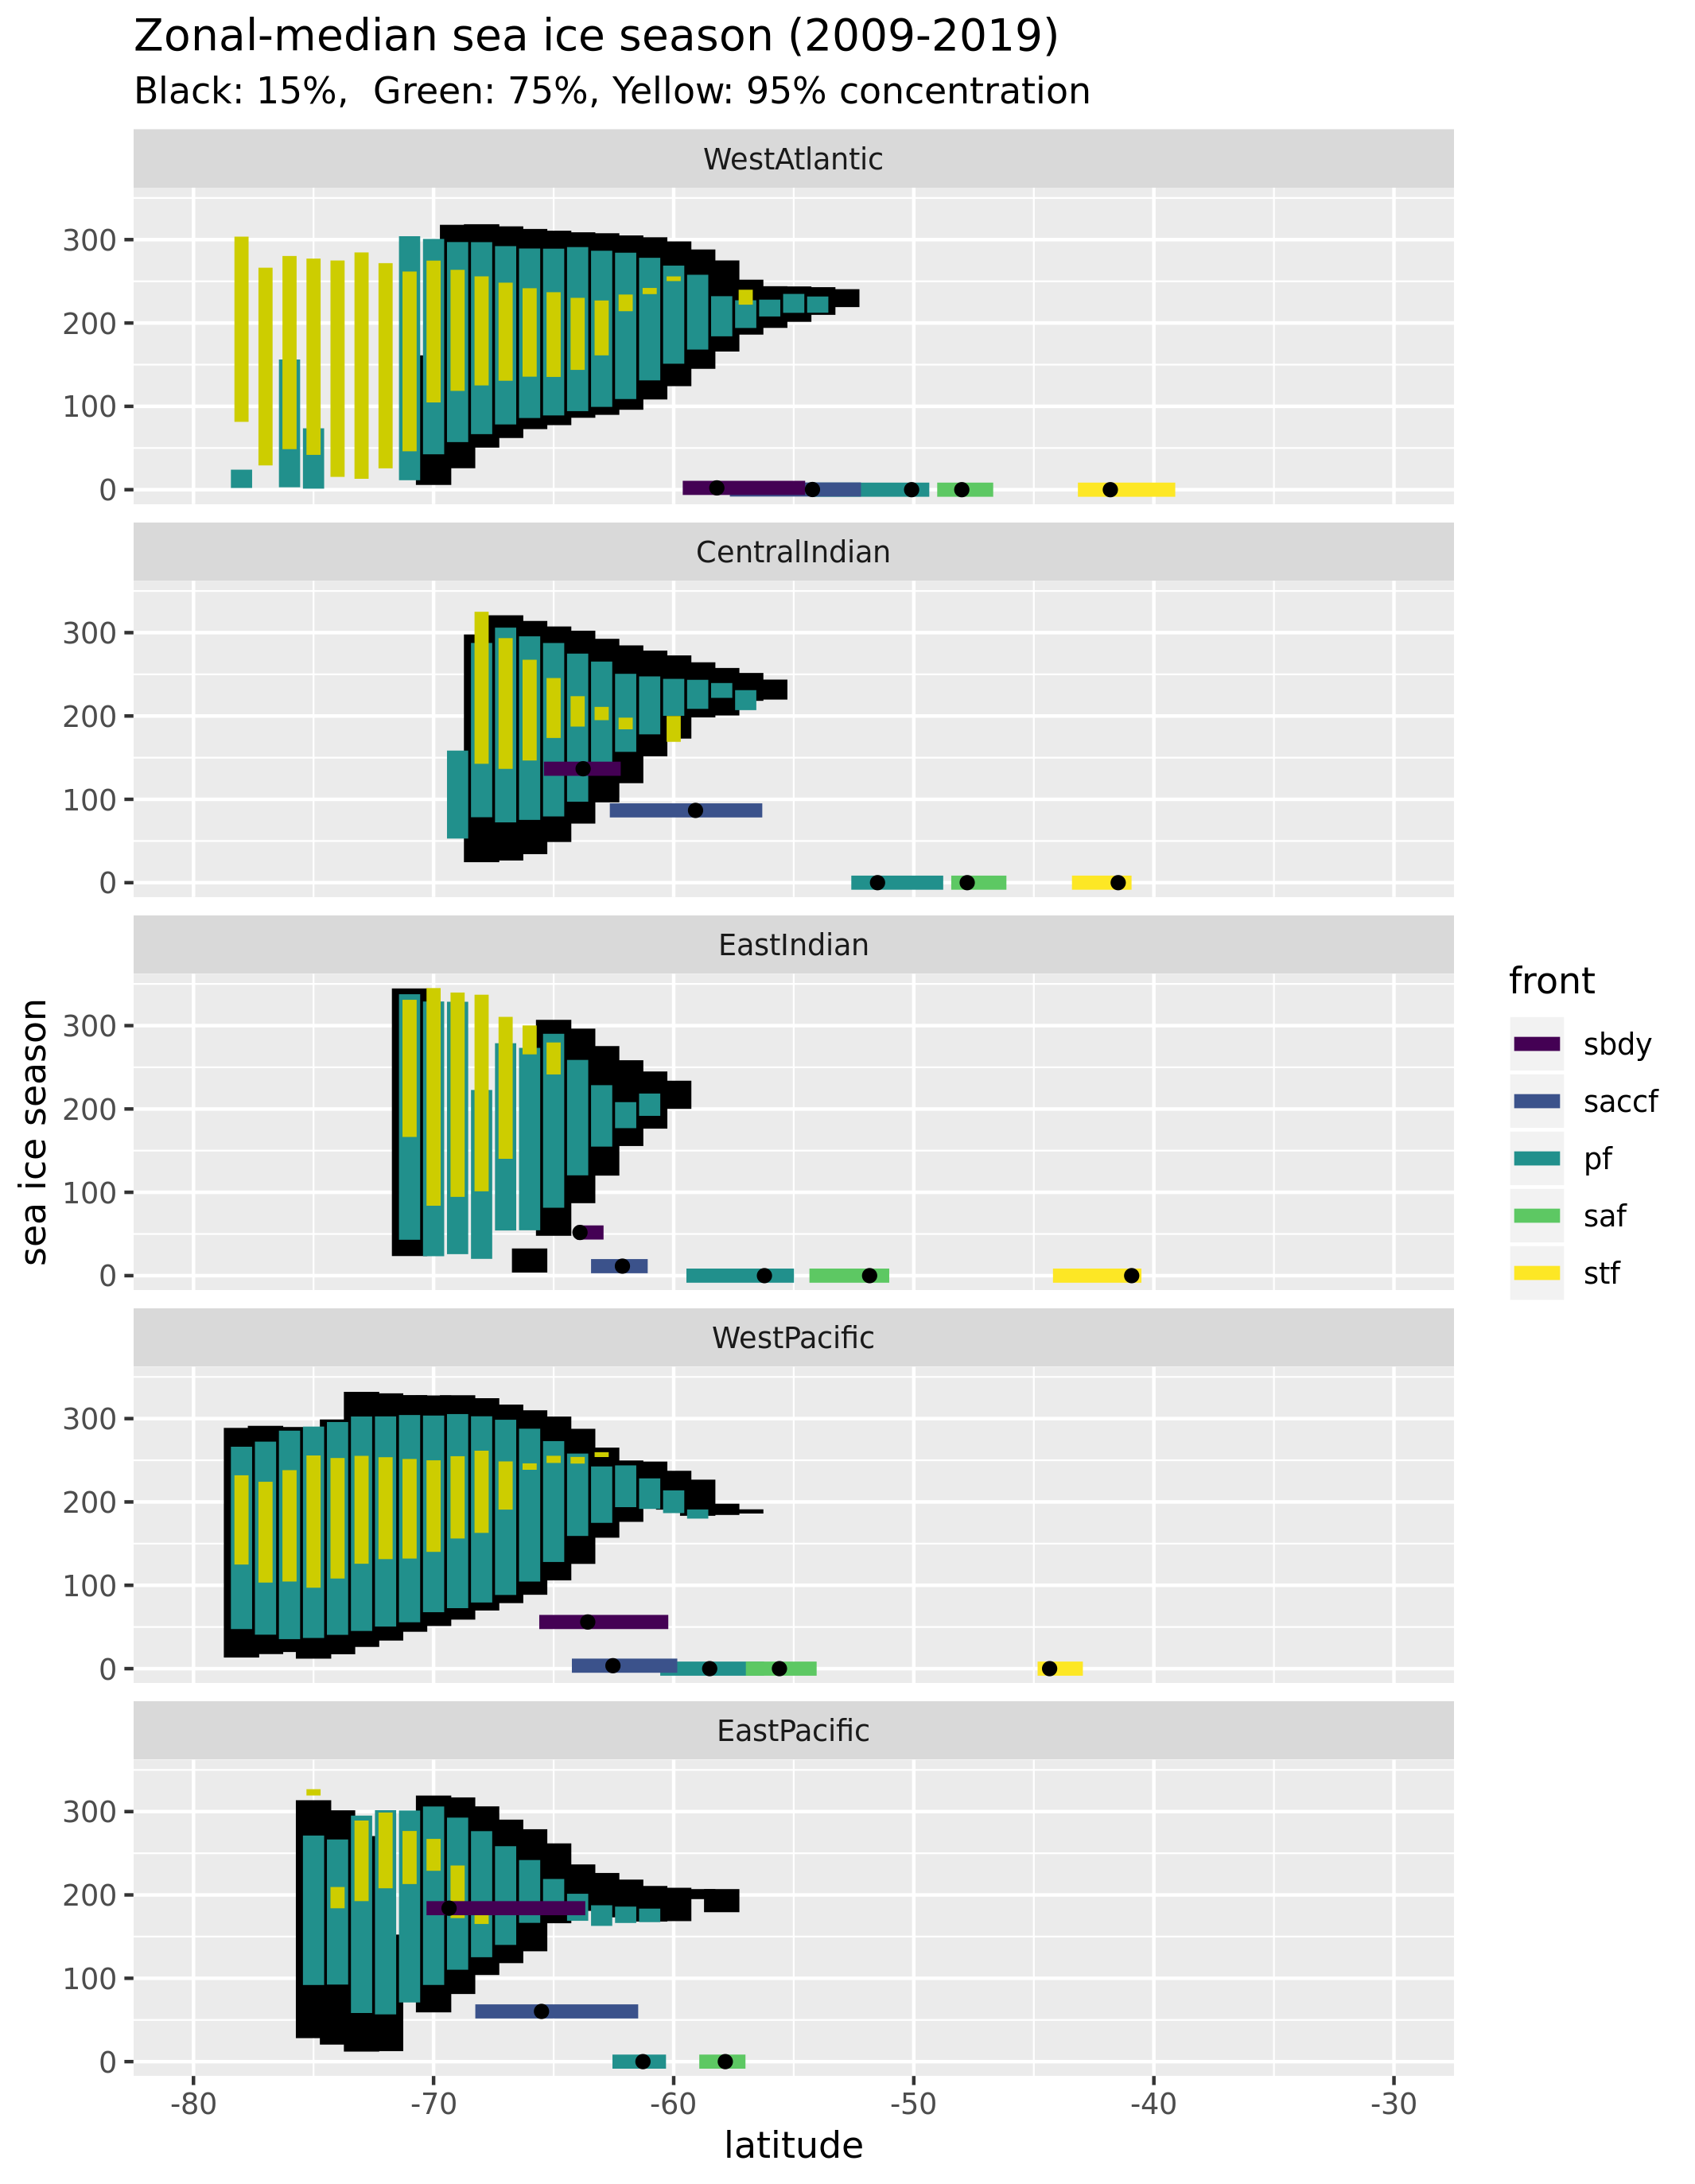 Zonal-median sea ice season (2009-2019)
Black: 15%,  Green: 75%, Yellow: 95% concentration
WestAtlantic
300
200
100
0
CentralIndian
300
200
100
0
EastIndian
300
200
100
0
WestPacific
300
200
100
0
EastPacific
300
200
100
0
-80 -70 -60 -50 -40 -30
latitude
sea ice season
front
sbdy
saccf
pf
saf
stf